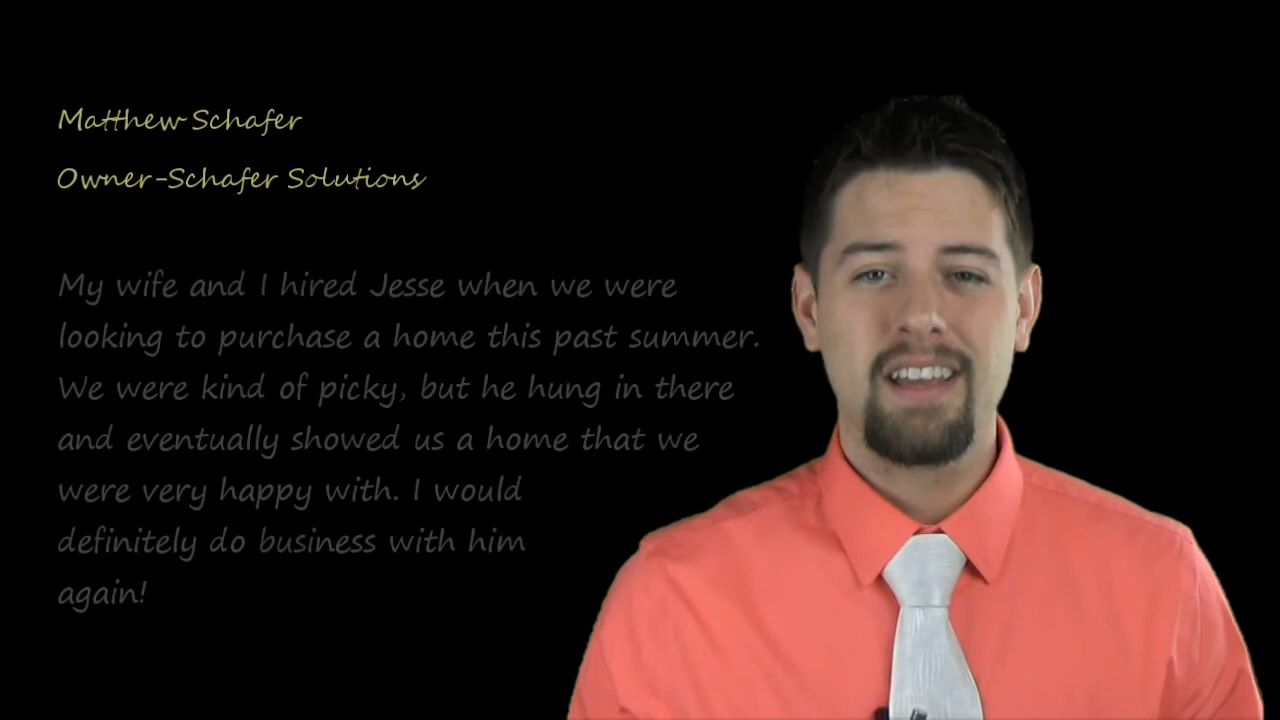 Matthew Schafer
Owner-Schafer Solutions
My wife and I hired Jesse when we were
looking to purchase a home this past summer.
We were kind of picky, but he hung in there
and eventually showed us a home that we
were very happy with. I would
definitely do business with him
again!